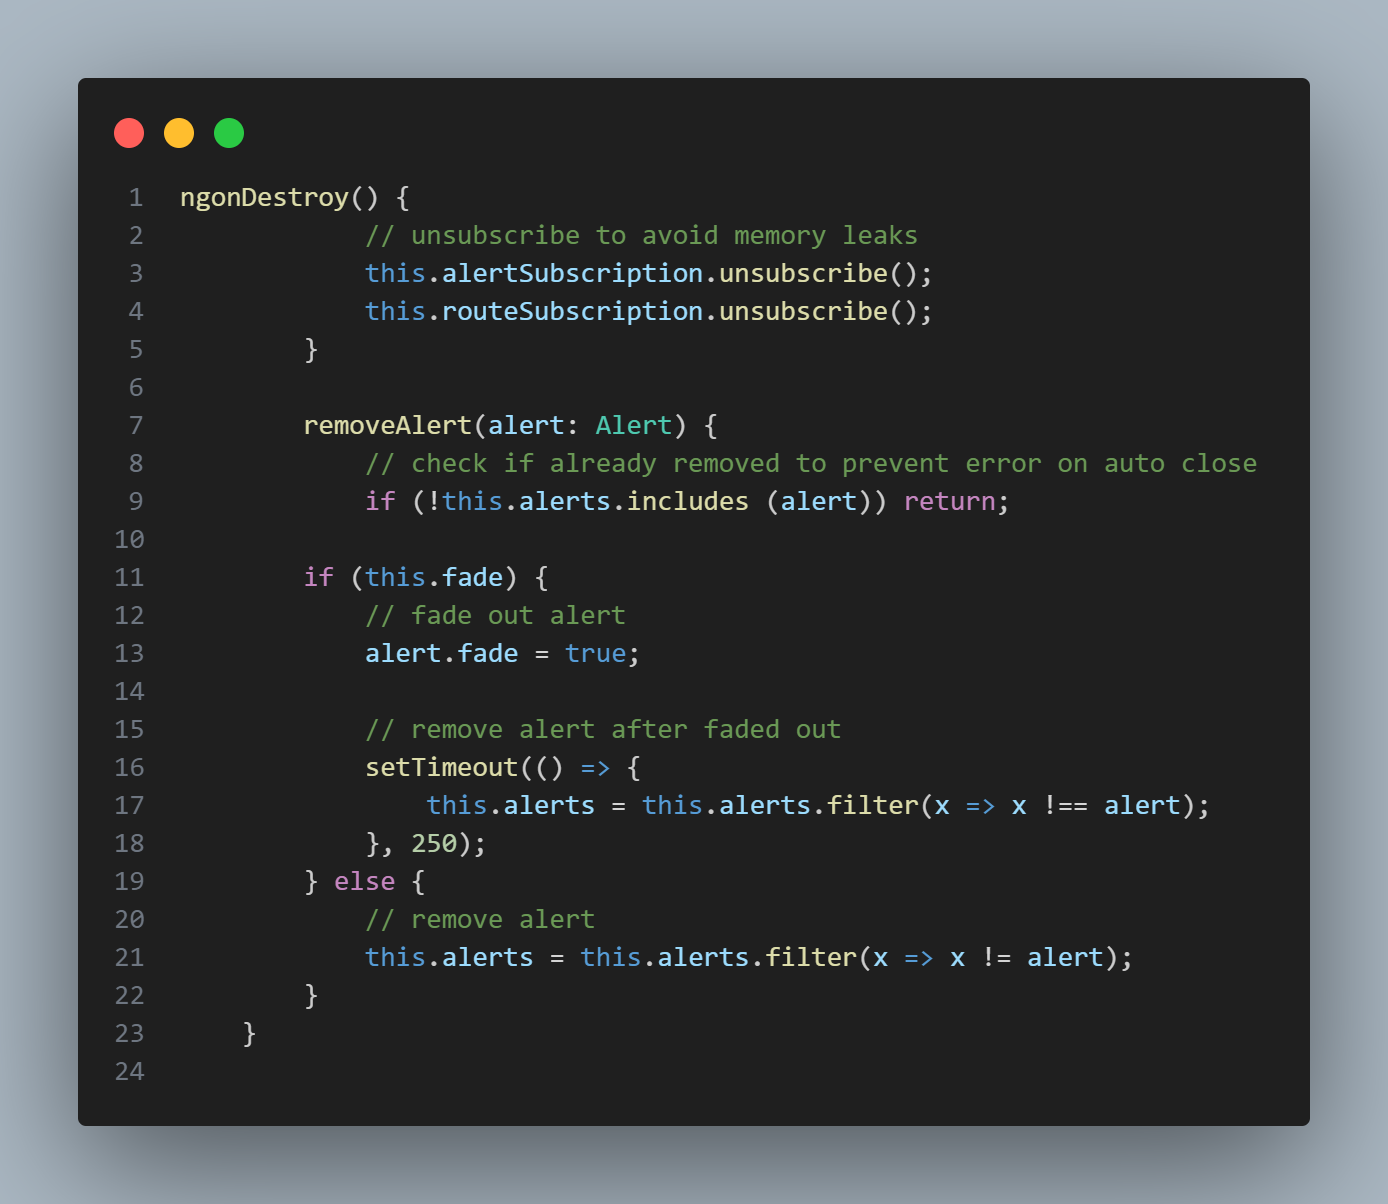 1 ngonDestroy() {
2 // unsubscribe to avoid memory leaks
3 this.alertSubscription.unsubscribe();
4 this.routeSubscription.unsubscribe();
5 }
6
7 removeAlert(alert: Alert) {
8 // check if already removed to prevent error on auto close
9 if (!this.alerts.includes (alert)) return;
10
11 if (this.fade) {
12 // fade out alert
13 alert.fade = true;
14
15 // remove alert after faded out
16 setTimeout(() => {
17 this.alerts = this.alerts.filter(x => x !== alert);
18 }, 250);
19 } else {
20 // remove alert
21 this.alerts = this.alerts.filter(x => x != alert);
22 }
23 }
24